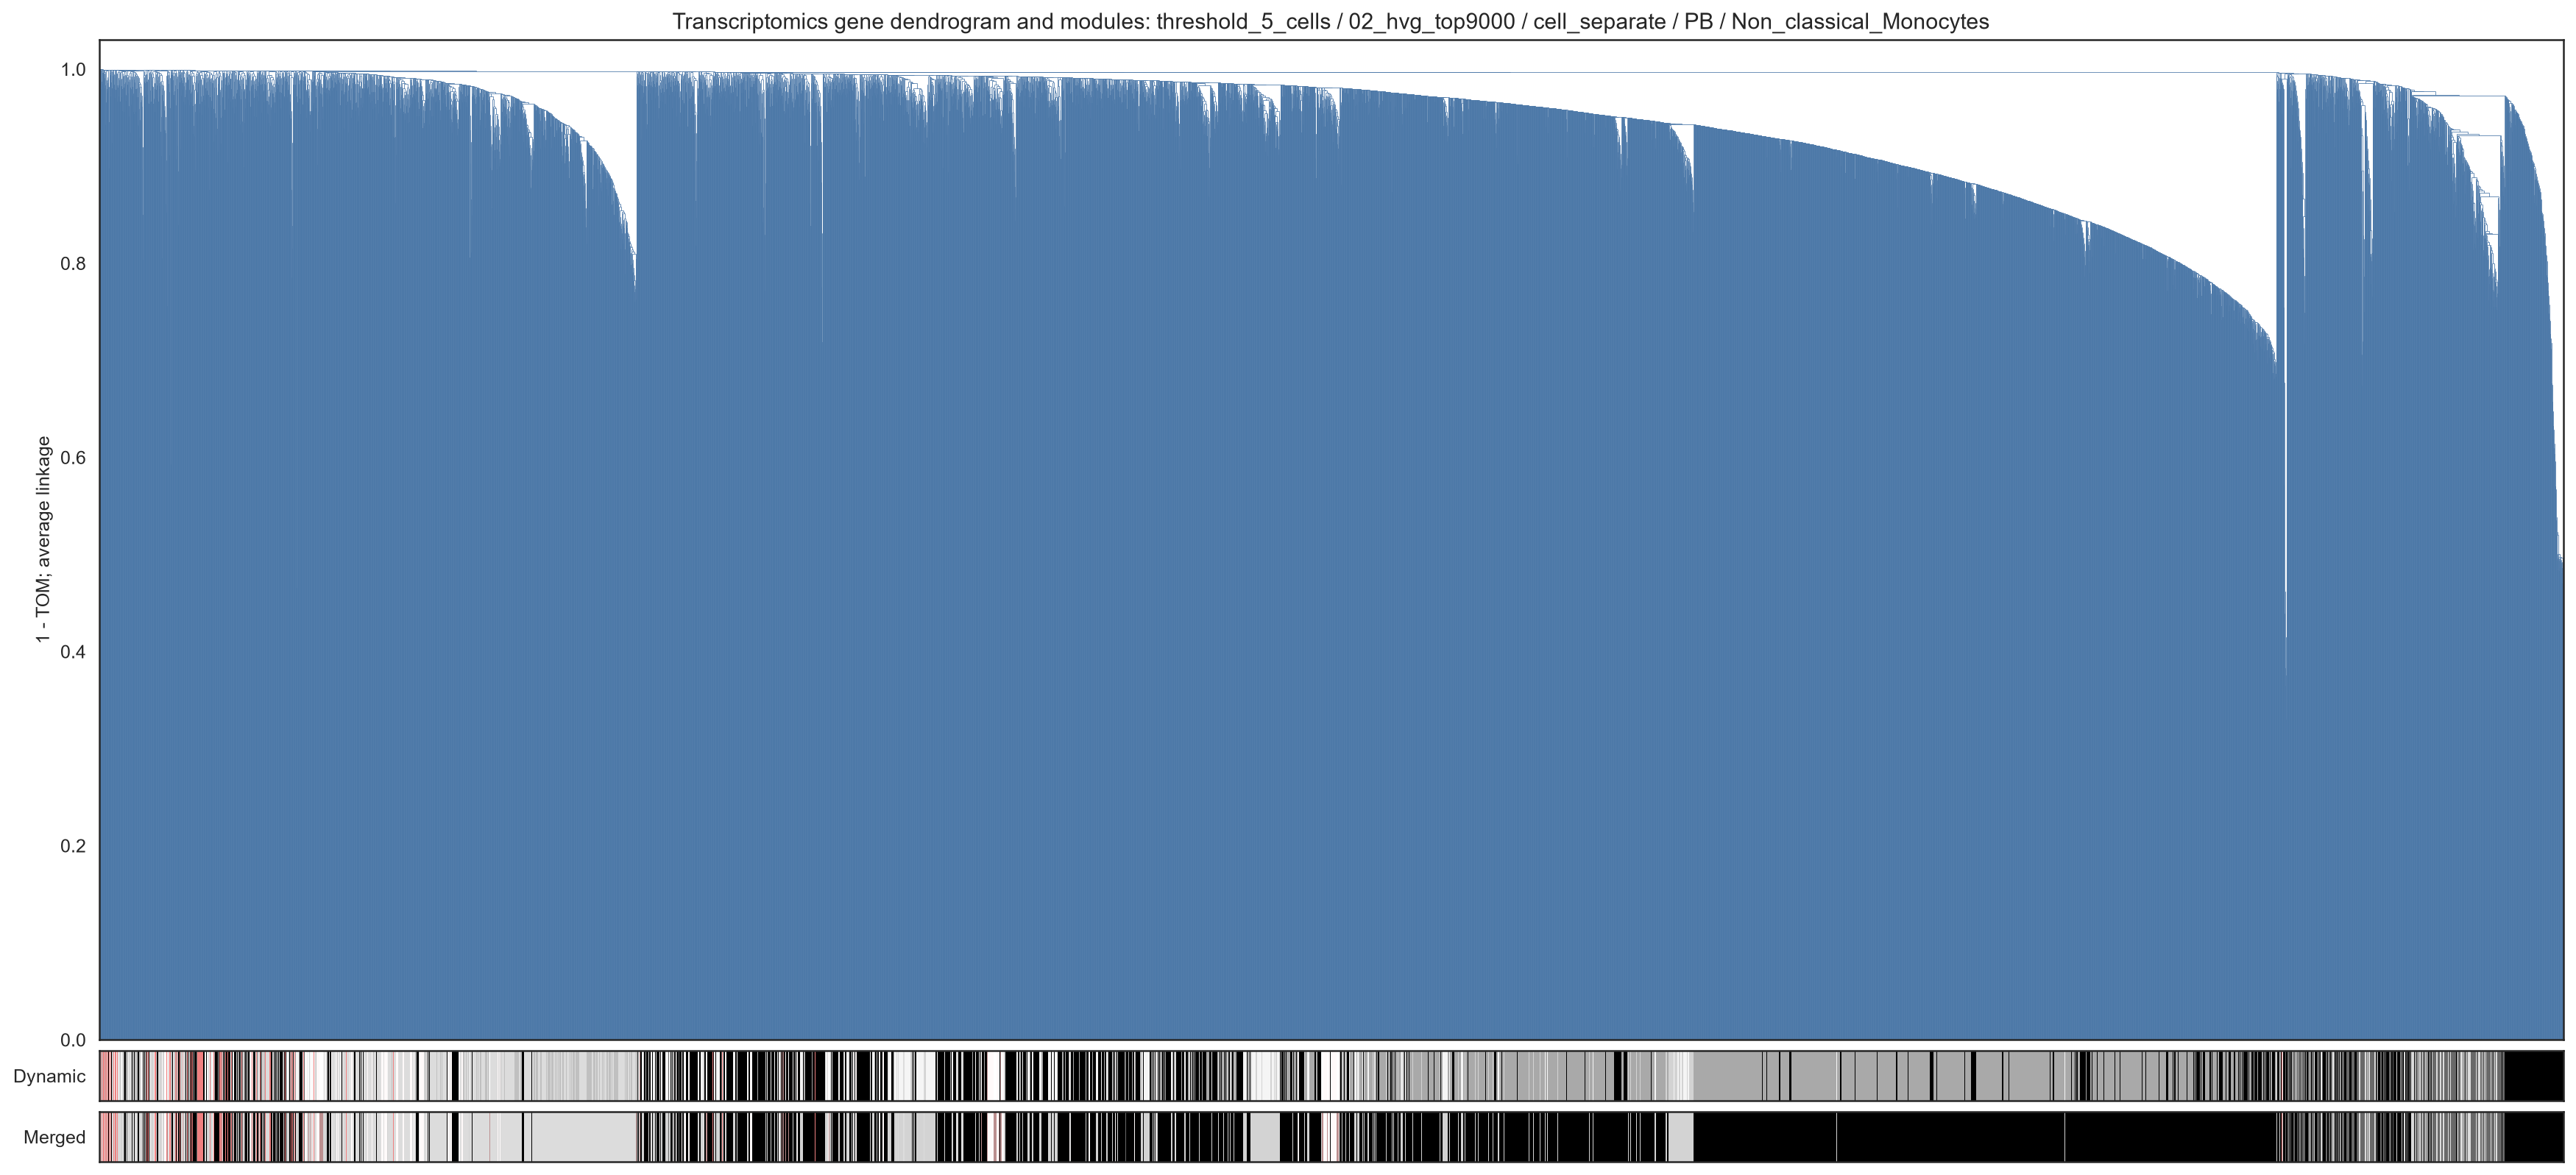 Transcriptomics gene dendrogram and modules: threshold_5_cells / 02_hvg_top9000 / cell_separate / PB / Non_classical_Monocytes
1.0
0.8
0.6
0.4
0.2
0.0
1 - TOM; average linkage
Dynamic
Merged